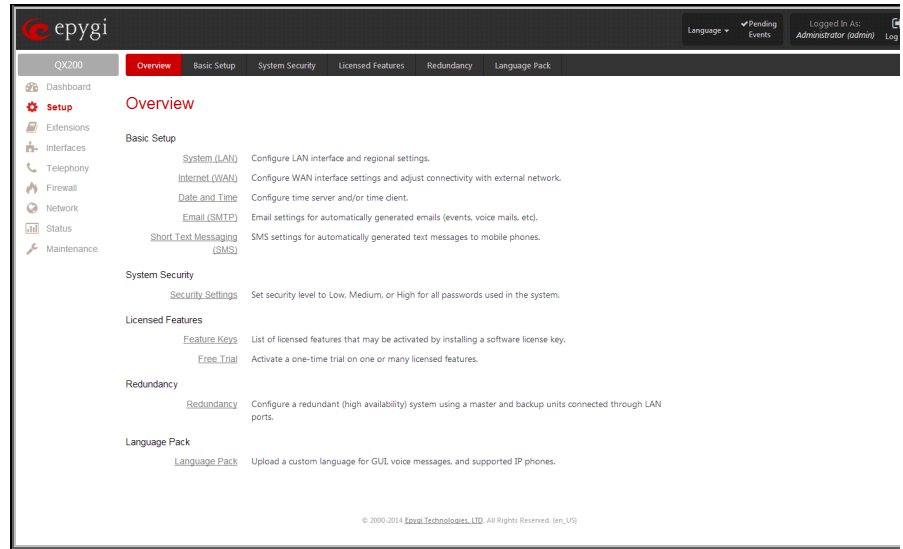 epygi
Language
Pending
Events
Logged In As:
Administrator (admin)
Log
QX200
Overview Basic Setup System Security Licensed Features Redundancy Language Pack
Dashboard
Setup
Extensions
Interfaces
Telephony
Firewall
Network
Status
Maintenance
Overview
Basic Setup
System (LAN) Configure LAN interface and regional settings.
Internet (WAN) Configure WAN interface settings and adjust connectivity with external network.
Date and Time Configure time server and/or time client.
Email (SMTP) Email settings for automatically generated emails (events, voice mails, etc).
Short Text Messaging SMS settings for automatically generated text messages to mobile phones.
(SMS)
System Security
Security Settings Set security level to Low, Medium, or High for all passwords used in the system.
Licensed Features
Feature Keys List of licensed features that may be activated by installing a software license key.
Free Trial Activate a one-time trial on one or many licensed features.
Redundancy
Redundancy Configure a redundant (high availability) system using a master and backup units connected through LAN
ports.
Language Pack
Language Pack Upload a custom language for GUI, voice messages, and supported IP phones.
© 2000-2014 Epygi Technologies, LTD. All Rights Reserved. (en_US)